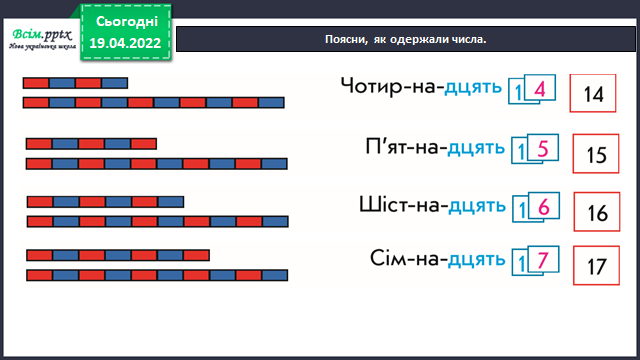 Всім.pptx
Нова українська школа
Сьогодні
19.04.2022
Поясни, як одержали числа.
Чотир-на-дцять 1 4 14
П'ят-на-дцять 1 5 15
Шіст-на-дцять 1 6 16
Сім-на-дцять 1 7 17